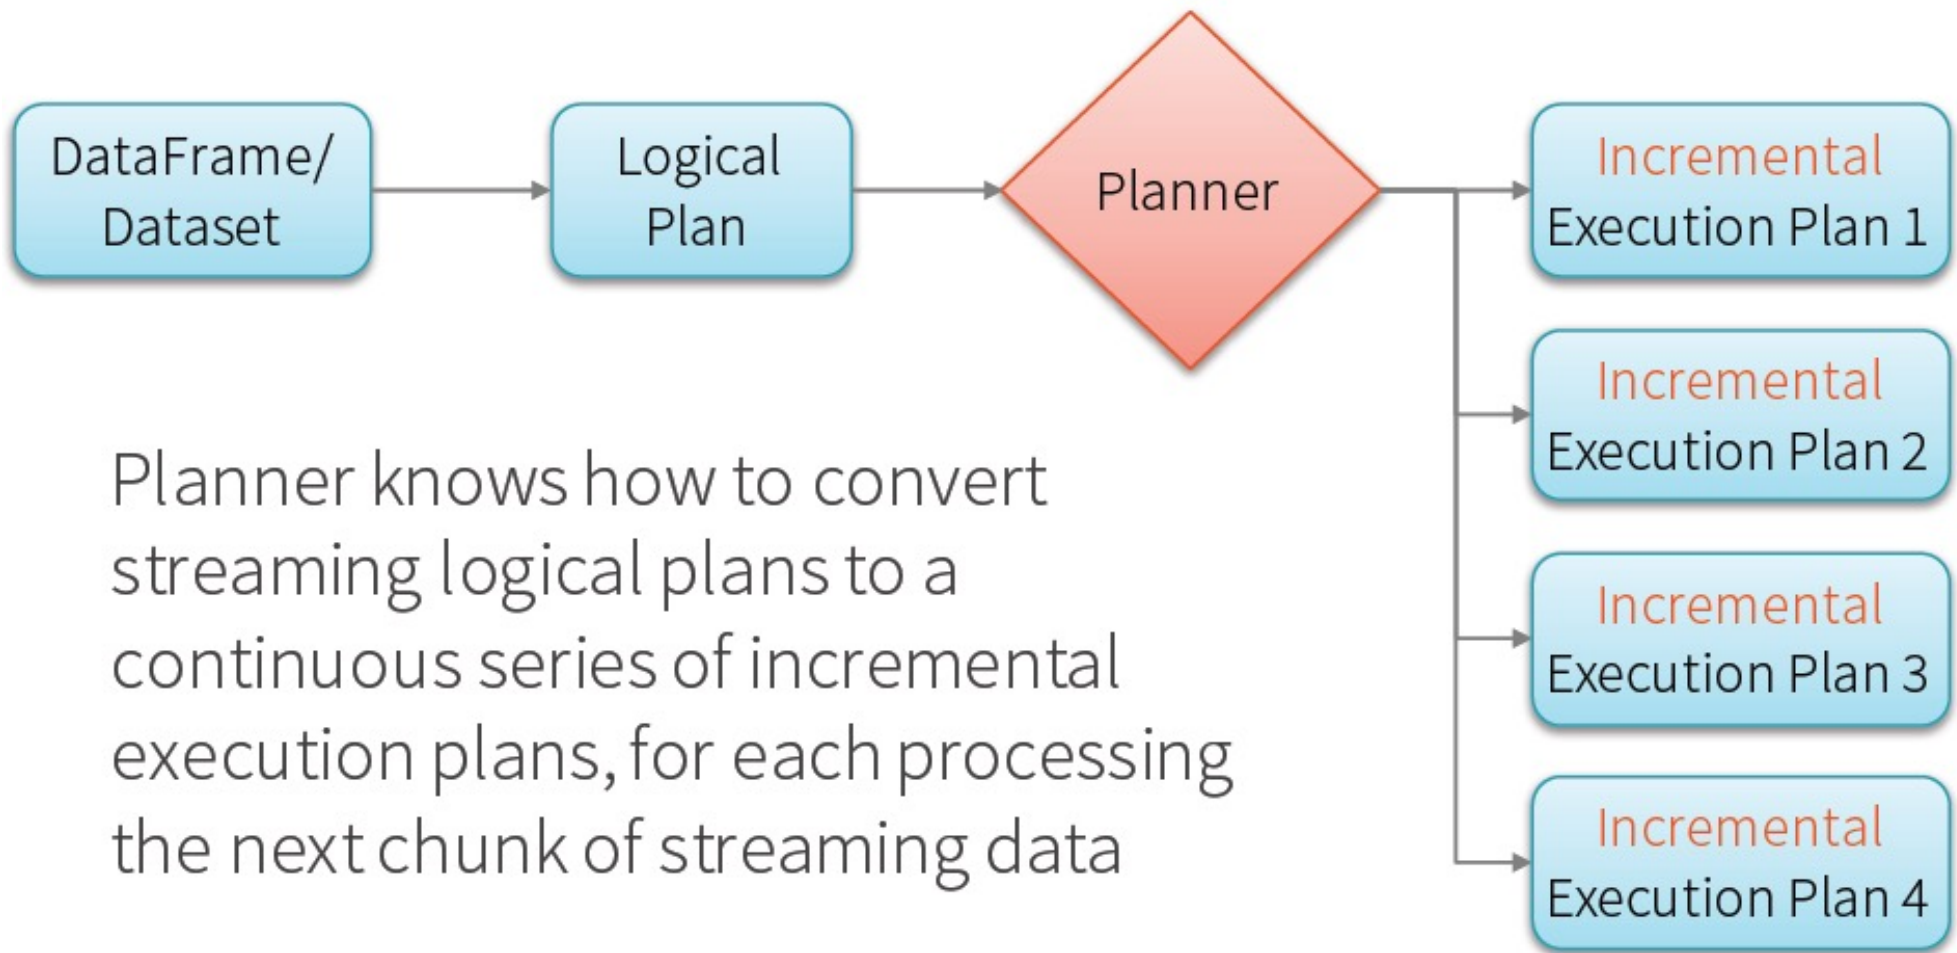 DataFrame/
Dataset
Logical
Plan
Planner
Incremental
Execution Plan 1
Incremental
Execution Plan 2
Incremental
Execution Plan 3
Incremental
Execution Plan 4
Planner knows how to convert
streaming logical plans to a
continuous series of incremental
execution plans, for each processing
the next chunk of streaming data